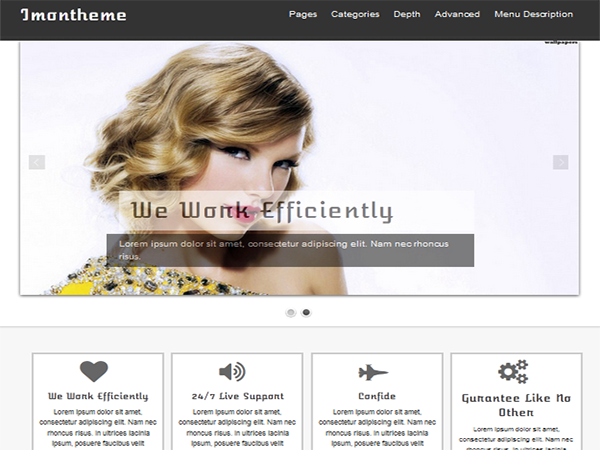 Imontheme
Pages Categories Depth Advanced Menu Description
wallpapers
We Work Efficiently
Lorem ipsum dolor sit amet, consectetur adipiscing elit. Nam nec rhoncus
risus.
We Work Efficiently
Lorem ipsum dolor sit amet,
consectetur adipiscing elit. Nam nec
rhoncus risus. In ultrices lacinia
ipsum, posuere faucibus velit
24/7 Live Support
Lorem ipsum dolor sit amet,
consectetur adipiscing elit. Nam nec
rhoncus risus. In ultrices lacinia
ipsum, posuere faucibus velit
Confide
Lorem ipsum dolor sit amet,
consectetur adipiscing elit. Nam nec
rhoncus risus. In ultrices lacinia
ipsum, posuere faucibus velit
Gurantee Like No
Other
Lorem ipsum dolor sit amet,
consectetur adipiscing elit. Nam nec
rhoncus risus. In ultrices lacinia